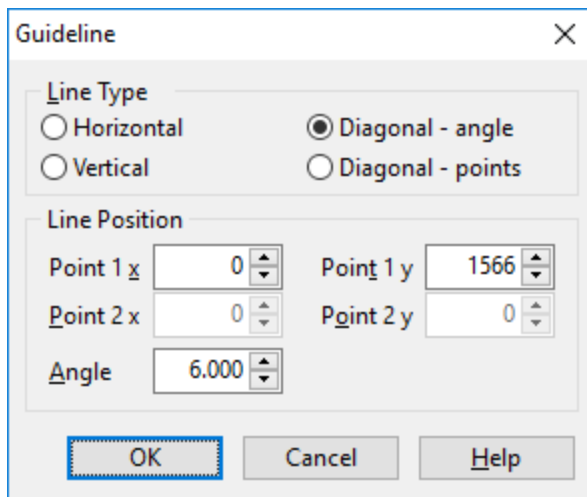 Guideline
Line Type
Horizontal
Diagonal - angle
Vertical
Diagonal - points
Line Position
Point 1 x 0 Point 1 y 1566
Point 2 x 0 Point 2 y 0
Angle 6.000
OK Cancel Help